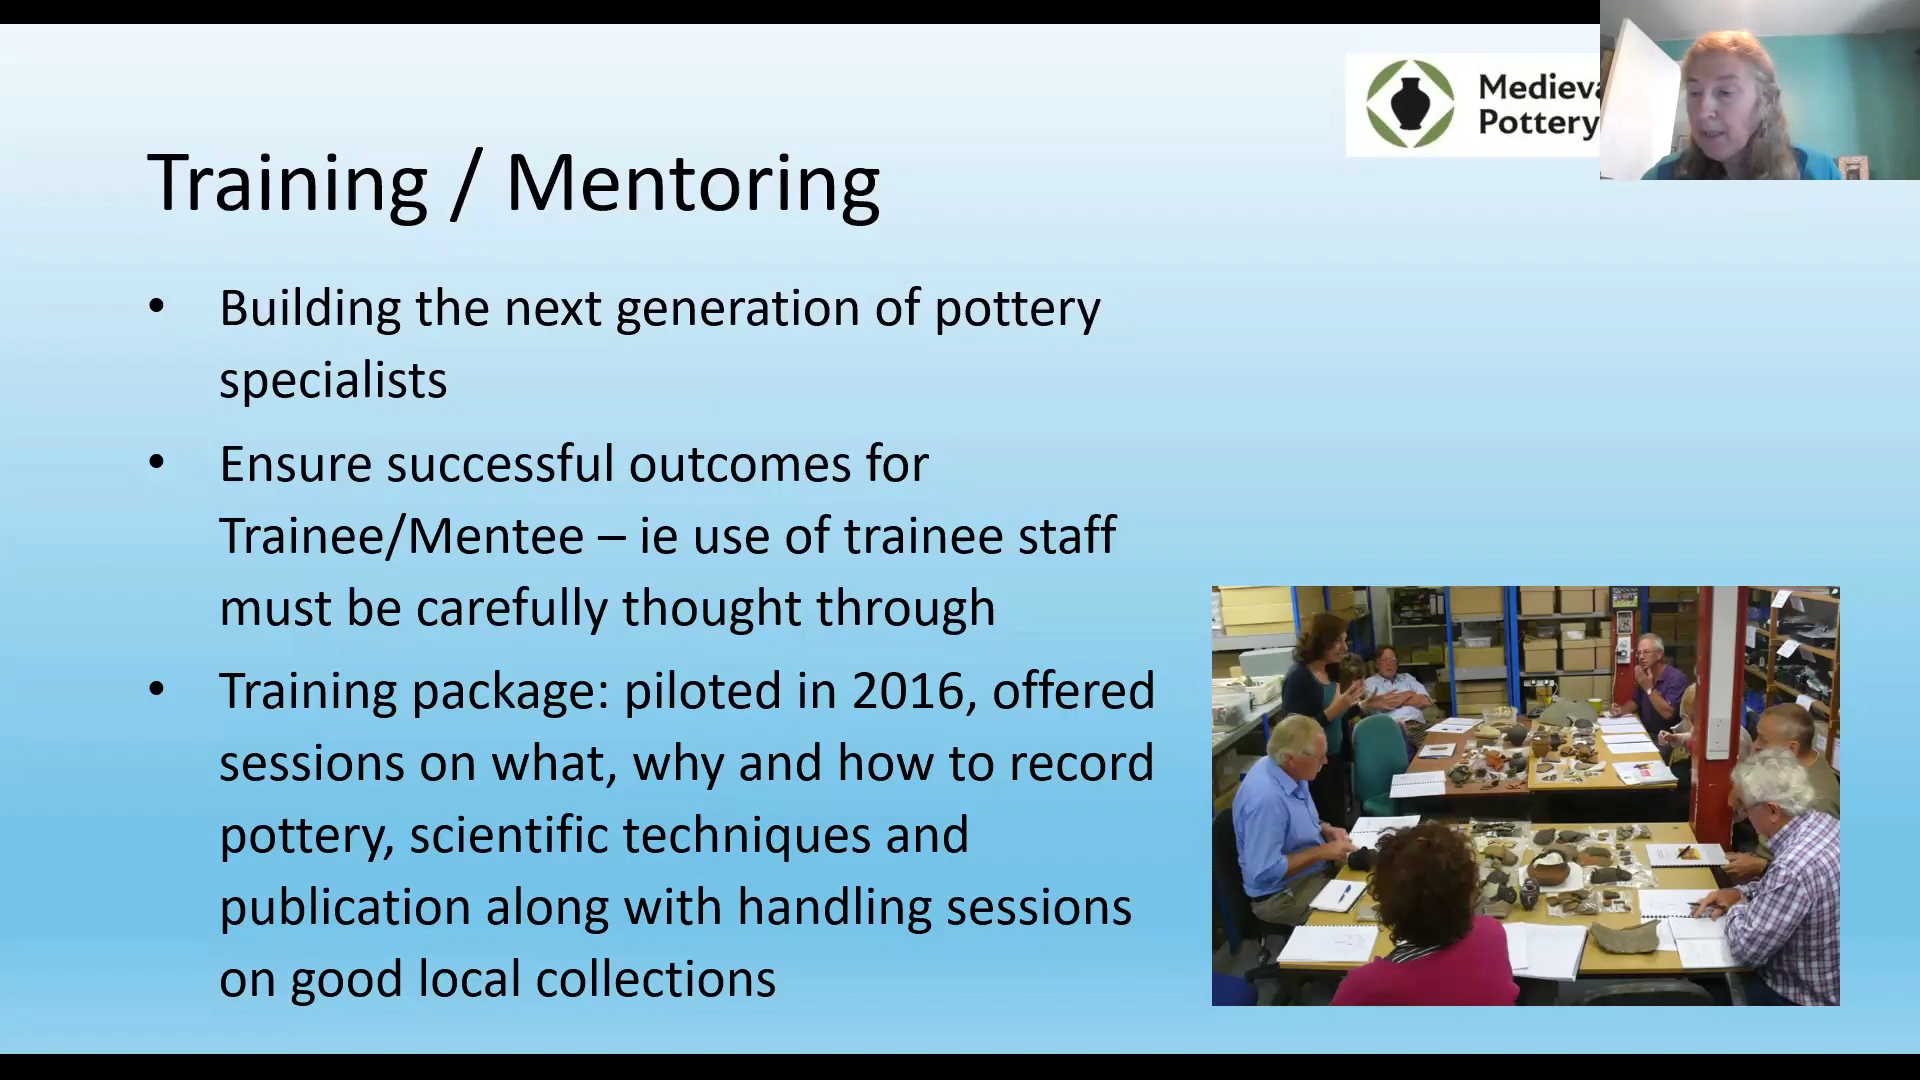 Medieva
Pottery
Training / Mentoring
• Building the next generation of pottery
specialists
• Ensure successful outcomes for
Trainee/Mentee – ie use of trainee staff
must be carefully thought through
• Training package: piloted in 2016, offered
sessions on what, why and how to record
pottery, scientific techniques and
publication along with handling sessions
on good local collections